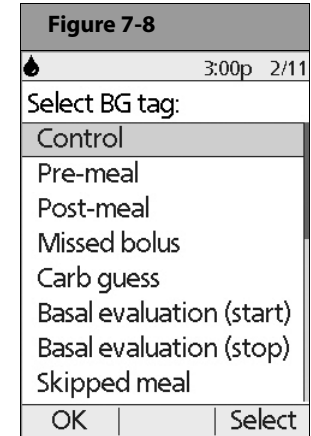 Figure 7-8
3:00p 2/11
Select BG tag:
Control
Pre-meal
Post-meal
Missed bolus
Carb guess
Basal evaluation (start)
Basal evaluation (stop)
Skipped meal
OK Select